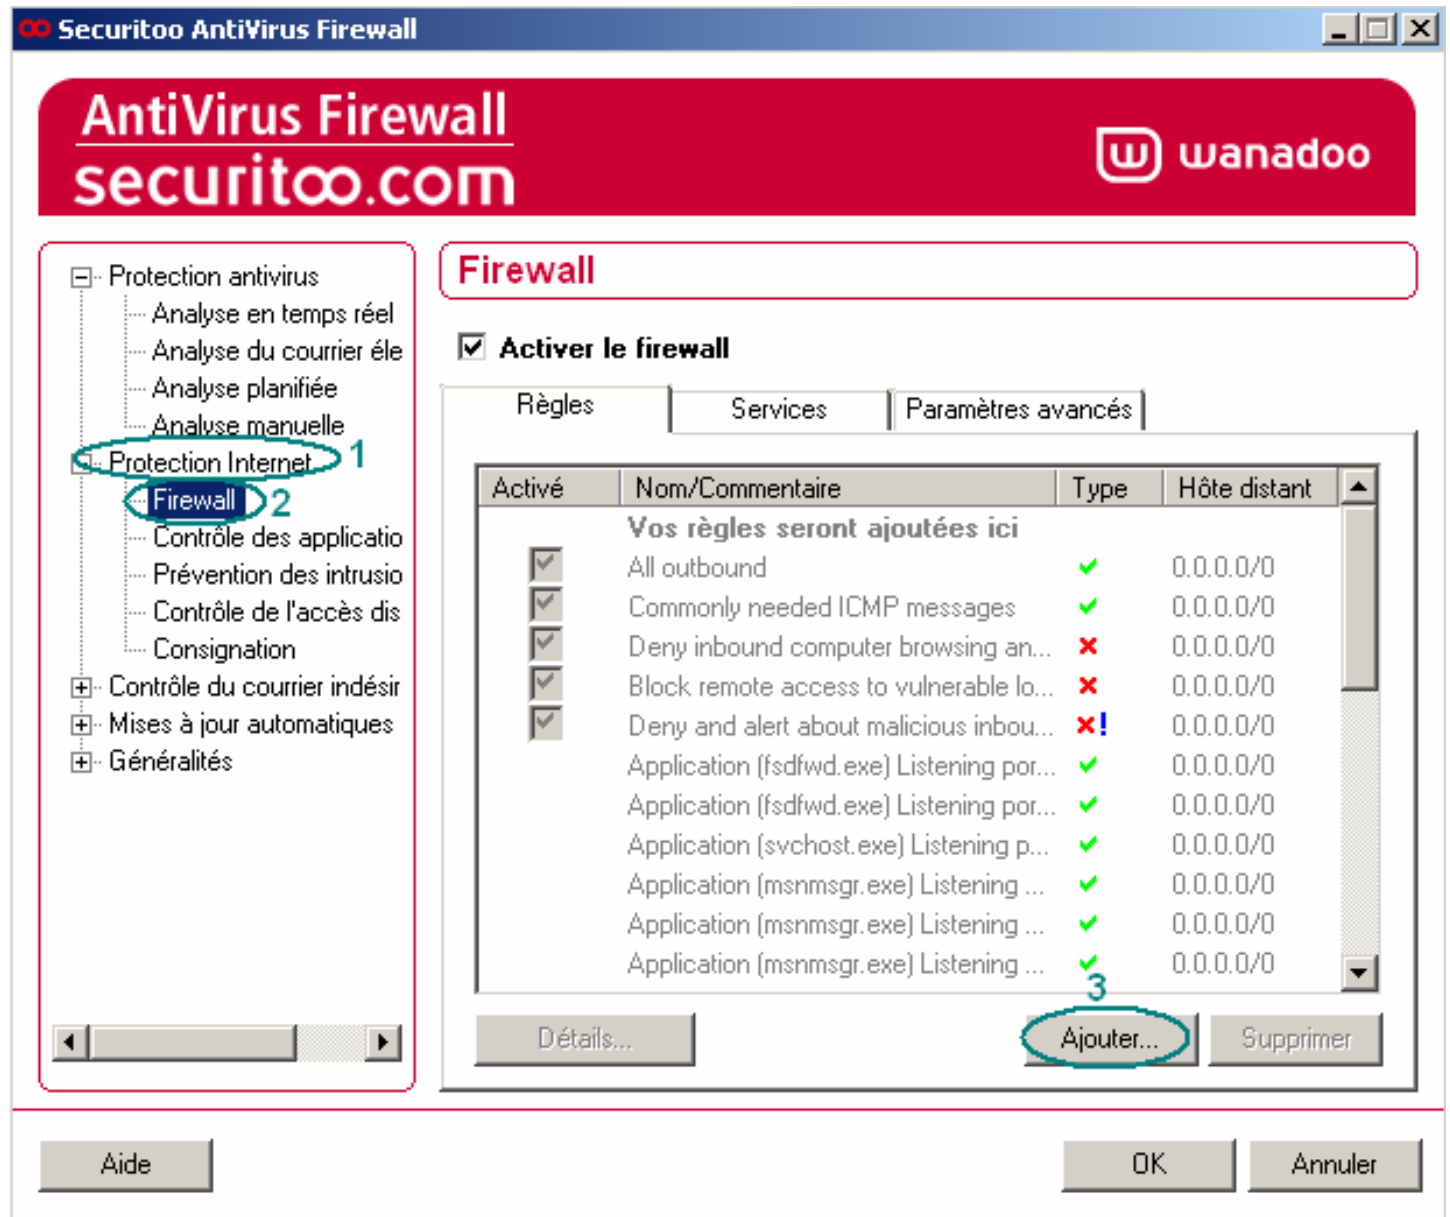 Securitoo AntiVirus Firewall
AntiVirus Firewall
securitoo.com
wanadoo
Protection antivirus
Analyse en temps réel
Analyse du courrier éle
Analyse planifiée
Analyse manuelle
Protection Internet 1
Firewall 2
Contrôle des applicatio
Prévention des intrusio
Contrôle de l'accès dis
Consignation
Contrôle du courrier indésir
Mises à jour automatiques
Généralités
Firewall
Activer le firewall
Règles Services Paramètres avancés
Activé Nom/Commentaire Type Hôte distant
Vos règles seront ajoutées ici
All outbound 0.0.0.0/0
Commonly needed ICMP messages 0.0.0.0/0
Deny inbound computer browsing an... 0.0.0.0/0
Block remote access to vulnerable lo... 0.0.0.0/0
Deny and alert about malicious inbou... ! 0.0.0.0/0
Application (fsdfwd.exe) Listening por... 0.0.0.0/0
Application (fsdfwd.exe) Listening por... 0.0.0.0/0
Application (svchost.exe) Listening p... 0.0.0.0/0
Application (msnmsgr.exe) Listening ... 0.0.0.0/0
Application (msnmsgr.exe) Listening ... 0.0.0.0/0
Application (msnmsgr.exe) Listening ... 0.0.0.0/0
3
Détails... Ajouter... Supprimer
Aide OK Annuler